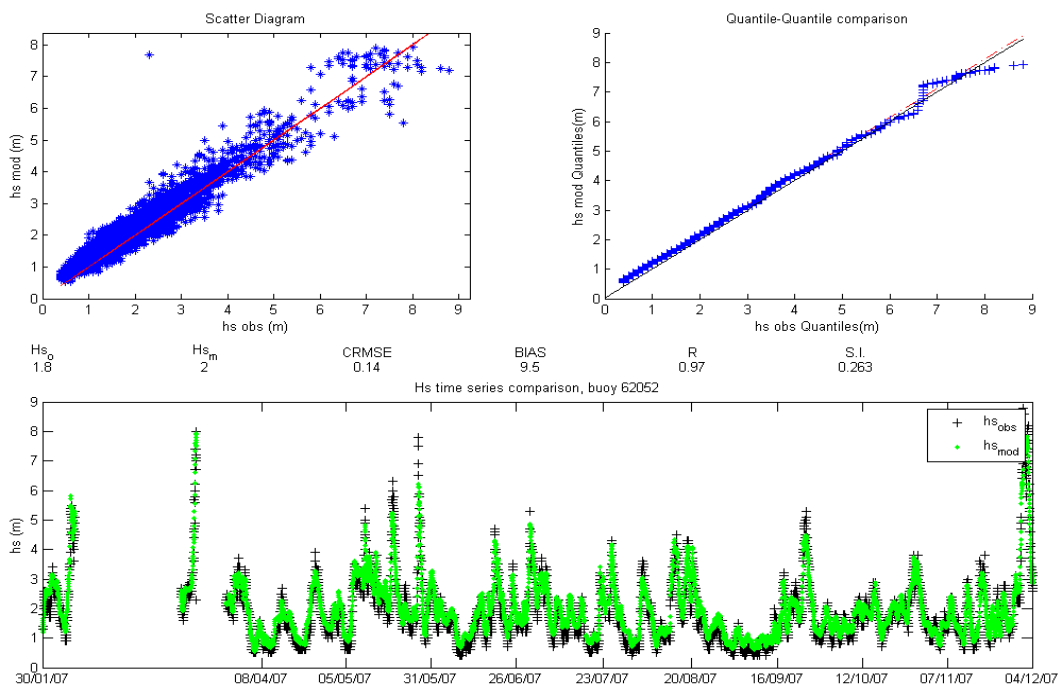 Scatter Diagram
8
7
6
5
4
3
2
1
0
hs mod (m)
0 1 2 3 4 5 6 7 8 9
hs obs (m)
Quantile-Quantile comparison
9
8
7
6
5
4
3
2
1
0
hs mod Quantiles(m)
0 1 2 3 4 5 6 7 8 9
hs obs Quantiles(m)
Hs_o Hs_m CRMSE BIAS R S.I.
1.8 2 0.14 9.5 0.97 0.263
Hs time series comparison, buoy 62052
9
8
7
6
5
4
3
2
1
0
hs (m)
hs_obs
hs_mod
30/01/07 08/04/07 05/05/07 31/05/07 26/06/07 23/07/07 20/08/07 16/09/07 12/10/07 07/11/07 04/12/07